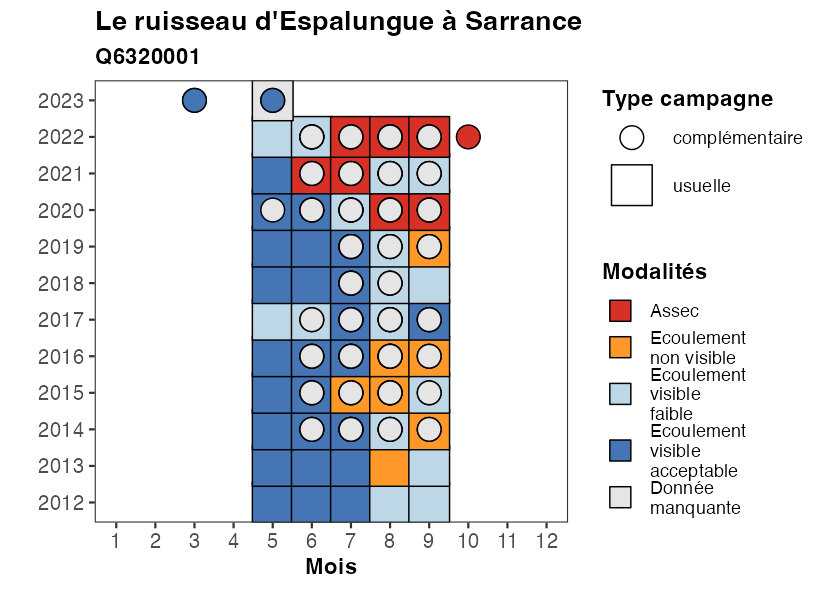 Le ruisseau d'Espalungue à Sarrance
Q6320001
2023
2022
2021
2020
2019
2018
2017
2016
2015
2014
2013
2012
1 2 3 4 5 6 7 8 9 10 11 12
Mois
Type campagne
complémentaire
usuelle
Modalités
Assec
Ecoulement
non visible
Ecoulement
visible
faible
Ecoulement
visible
acceptable
Donnée
manquante